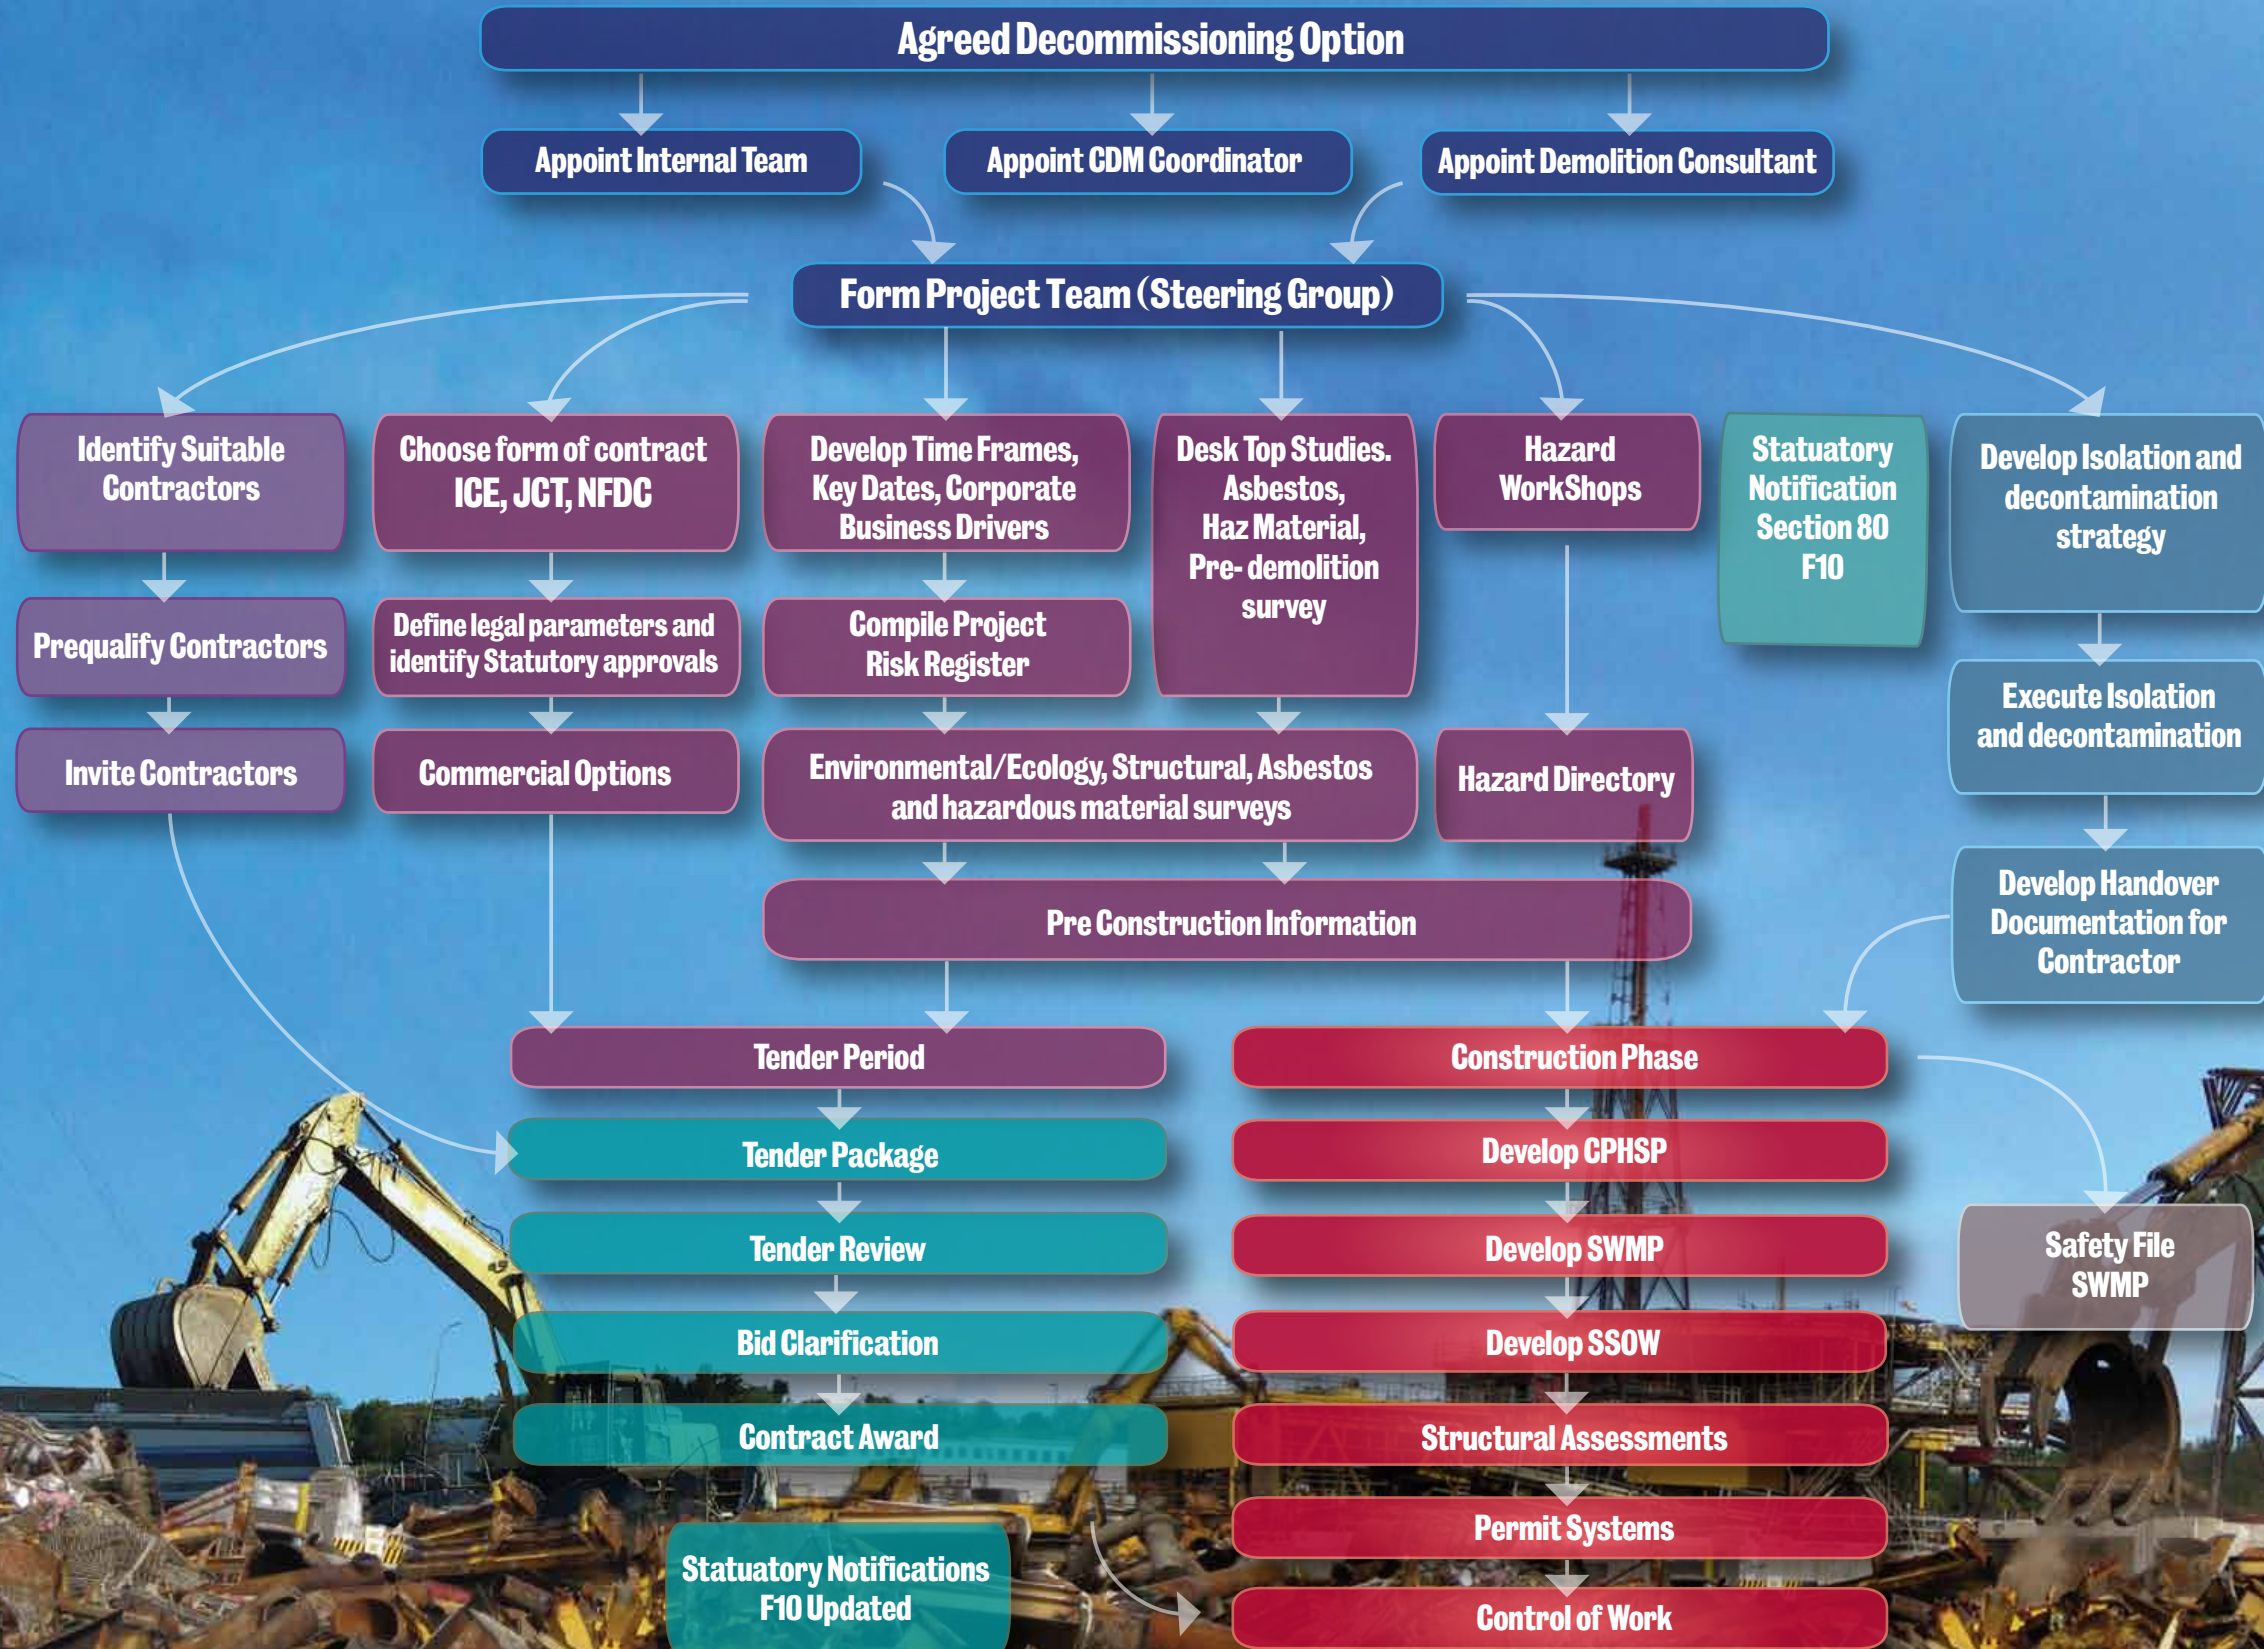 Agreed Decommissioning Option
Appoint Internal Team
Appoint CDM Coordinator
Appoint Demolition Consultant
Form Project Team (Steering Group)
Identify Suitable
Contractors
Choose form of contract
ICE, JCT, NFDC
Develop Time Frames,
Key Dates, Corporate
Business Drivers
Desk Top Studies.
Asbestos,
Haz Material,
Pre- demolition
survey
Hazard
WorkShops
Statuatory
Notification
Section 80
F10
Develop Isolation and
decontamination
strategy
Prequalify Contractors
Define legal parameters and
identify Statutory approvals
Compile Project
Risk Register
Execute Isolation
and decontamination
Invite Contractors
Commercial Options
Environmental/Ecology, Structural, Asbestos
and hazardous material surveys
Hazard Directory
Develop Handover
Documentation for
Contractor
Pre Construction Information
Tender Period
Tender Package
Tender Review
Bid Clarification
Contract Award
Statuatory Notifications
F10 Updated
Construction Phase
Develop CPHSP
Develop SWMP
Develop SSOW
Structural Assessments
Permit Systems
Control of Work
Safety File
SWMP